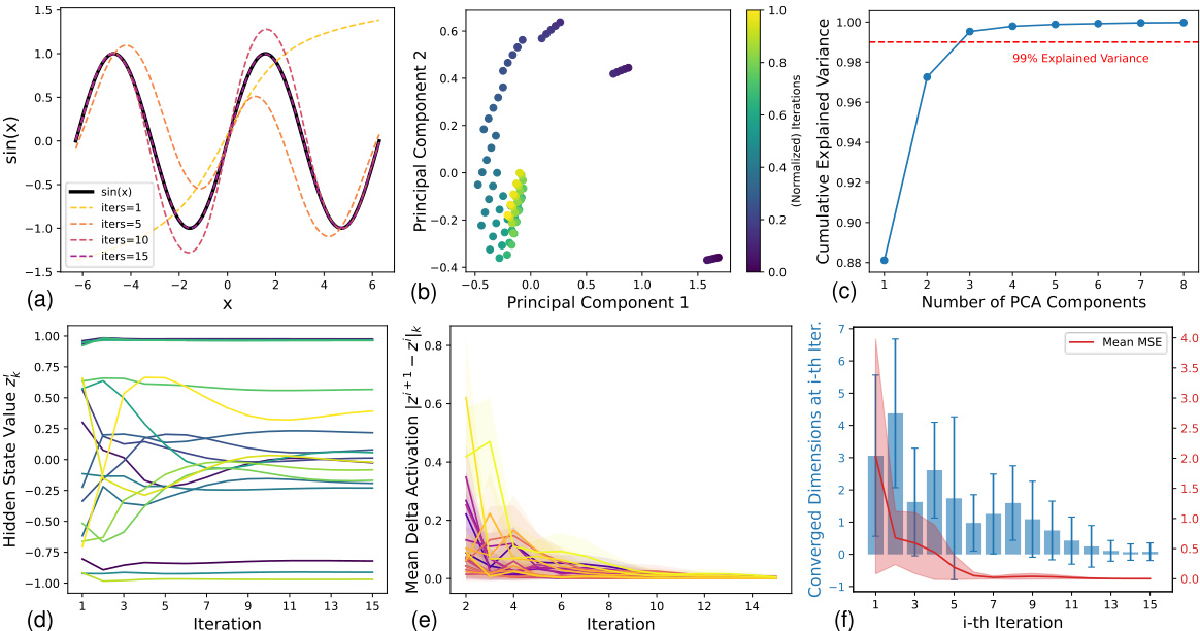 1.5
1.0
0.5
0.0
−0.5
−1.0
−1.5
sin(x)
sin(x)
iters=1
iters=5
iters=10
iters=15
−6 −4 −2 0 2 4 6
x
(a)
0.6
0.4
0.2
0.0
−0.2
−0.4
Principal Component 2
−0.5 0.0 0.5 1.0 1.5
Principal Component 1
(b)
1.0
0.8
0.6
0.4
0.2
0.0
(Normalized) Iterations
1.00
0.98
0.96
0.94
0.92
0.90
0.88
Cumulative Explained Variance
99% Explained Variance
1 2 3 4 5 6 7 8
Number of PCA Components
(c)
1.00
0.75
0.50
0.25
0.00
−0.25
−0.50
−0.75
−1.00
Hidden State Value z_k^i
1 3 5 7 9 11 13 15
Iteration
(d)
0.8
0.6
0.4
0.2
0.0
Mean Delta Activation |z^{i+1} − z^i|_k
2 4 6 8 10 12 14
Iteration
(e)
7
6
5
4
3
2
1
0
−1
Converged Dimensions at i-th Iter.
Mean MSE
4.0
3.5
3.0
2.5
2.0
1.5
1.0
0.5
0.0
1 3 5 7 9 11 13 15
i-th Iteration
(f)